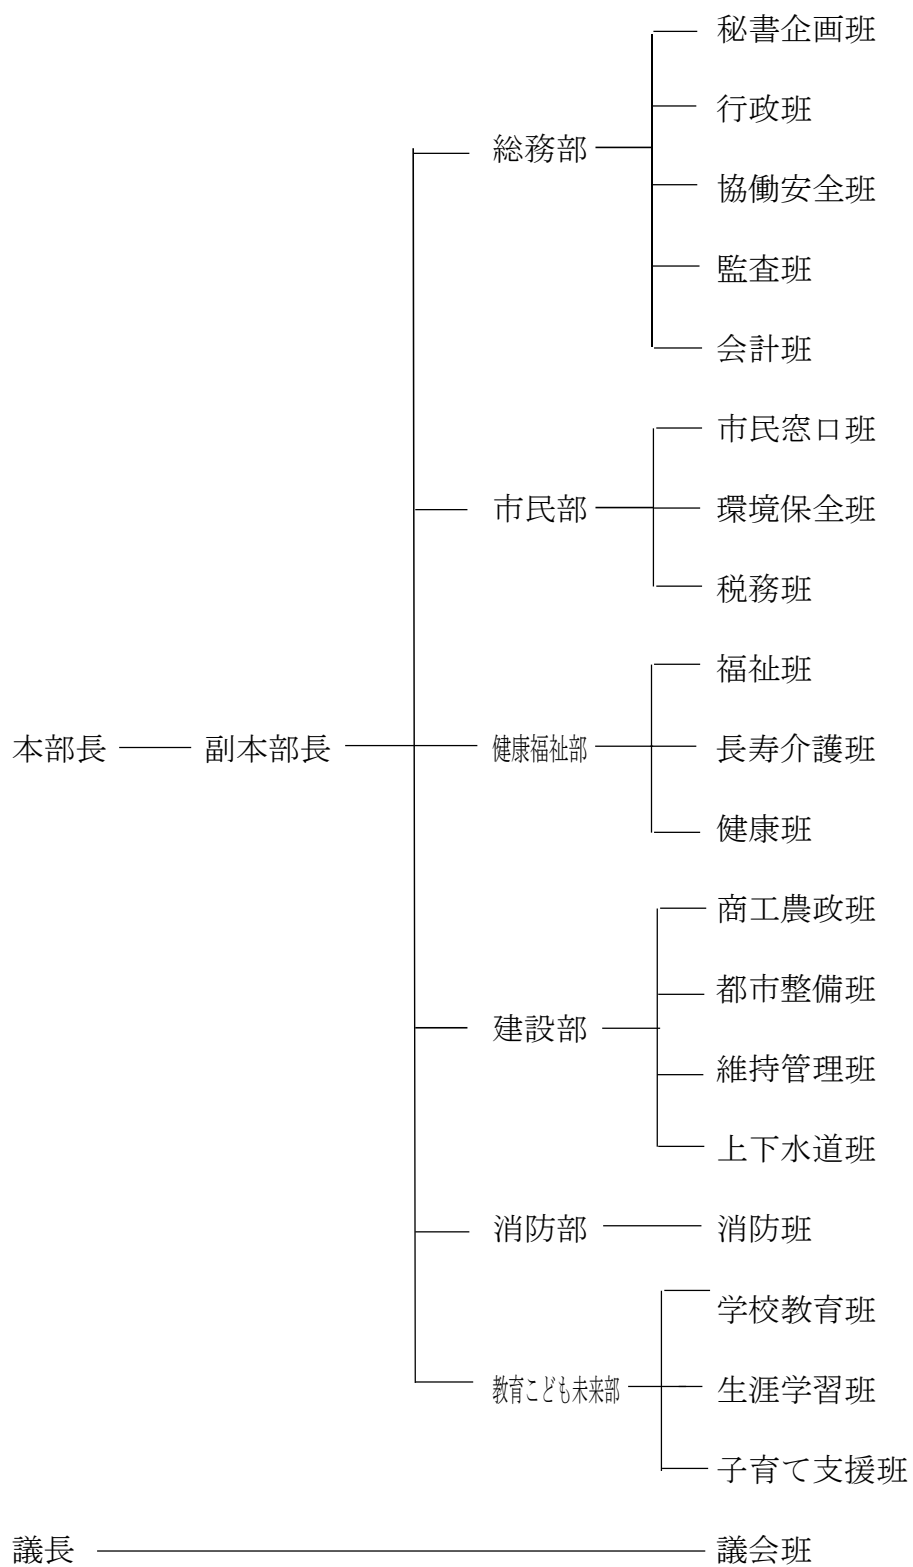 秘書企画班
行政班
総務部
協働安全班
監査班
会計班
市民窓口班
市民部
環境保全班
税務班
福祉班
本部長
副本部長
健康福祉部
長寿介護班
健康班
商工農政班
都市整備班
建設部
維持管理班
上下水道班
消防部
消防班
学校教育班
教育こども未来部
生涯学習班
子育て支援班
議長
議会班